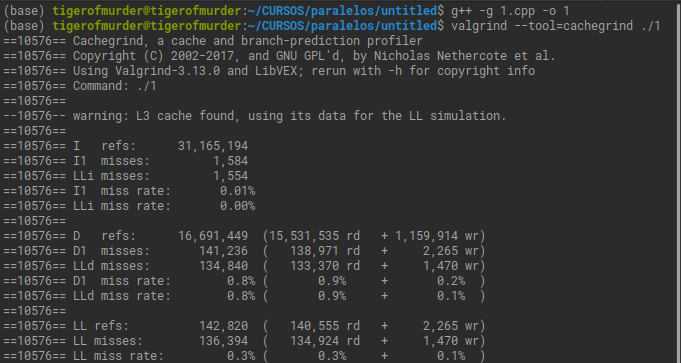 (base) tigerofmurder@tigerofmurder:~/CURSOS/paralelos/untitled$ g++ -g 1.cpp -o 1
(base) tigerofmurder@tigerofmurder:~/CURSOS/paralelos/untitled$ valgrind --tool=cachegrind ./1
==10576== Cachegrind, a cache and branch-prediction profiler
==10576== Copyright (C) 2002-2017, and GNU GPL'd, by Nicholas Nethercote et al.
==10576== Using Valgrind-3.13.0 and LibVEX; rerun with -h for copyright info
==10576== Command: ./1
==10576==
--10576-- warning: L3 cache found, using its data for the LL simulation.
==10576==
==10576== I   refs:      31,165,194
==10576== I1  misses:         1,584
==10576== LLi misses:         1,554
==10576== I1  miss rate:       0.01%
==10576== LLi miss rate:       0.00%
==10576==
==10576== D   refs:      16,691,449  (15,531,535 rd   + 1,159,914 wr)
==10576== D1  misses:       141,236  (   138,971 rd   +     2,265 wr)
==10576== LLd misses:       134,840  (   133,370 rd   +     1,470 wr)
==10576== D1  miss rate:        0.8% (       0.9%     +       0.2%  )
==10576== LLd miss rate:        0.8% (       0.9%     +       0.1%  )
==10576==
==10576== LL refs:          142,820  (   140,555 rd   +     2,265 wr)
==10576== LL misses:        136,394  (   134,924 rd   +     1,470 wr)
==10576== LL miss rate:         0.3% (       0.3%     +       0.1%  )